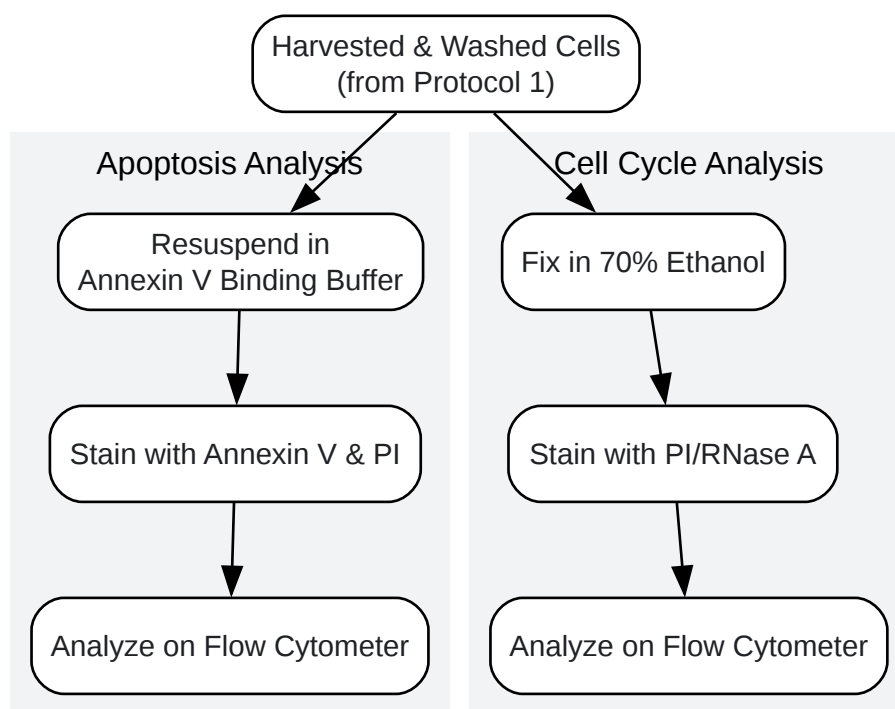 Harvested & Washed Cells
(from Protocol 1)
Apoptosis Analysis
Resuspend in
Annexin V Binding Buffer
Stain with Annexin V & PI
Analyze on Flow Cytometer
Cell Cycle Analysis
Fix in 70% Ethanol
Stain with PI/RNase A
Analyze on Flow Cytometer